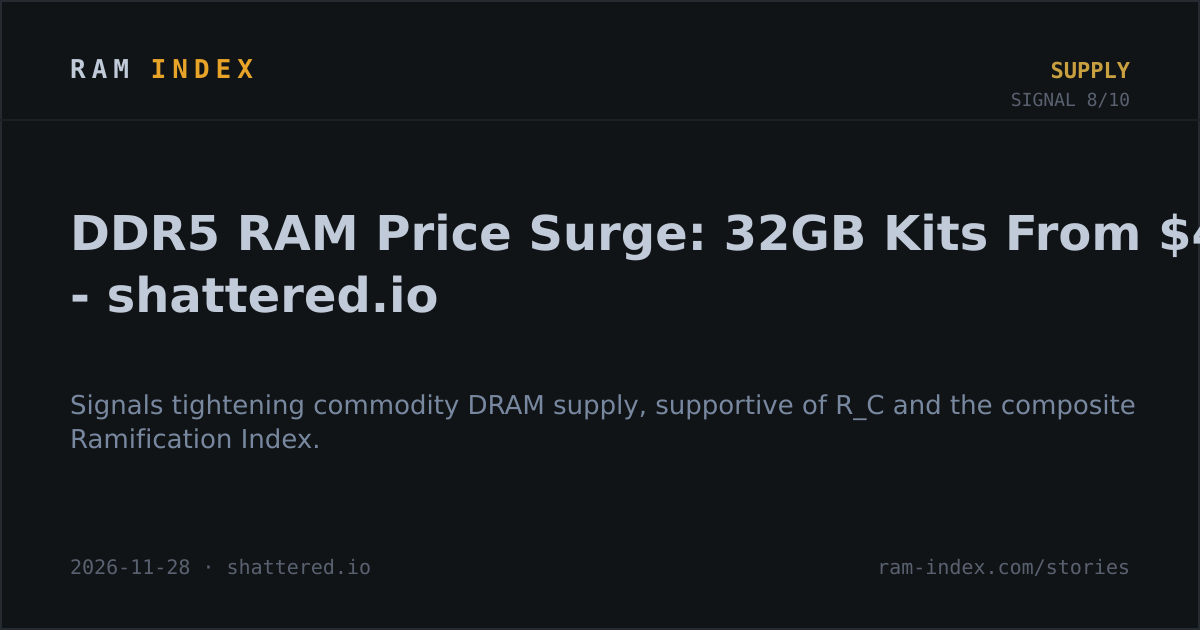 RAM INDEX
SUPPLY
SIGNAL 8/10
DDR5 RAM Price Surge: 32GB Kits From $4
- shattered.io
Signals tightening commodity DRAM supply, supportive of R_C and the composite
Ramification Index.
2026-11-28 · shattered.io
ram-index.com/stories